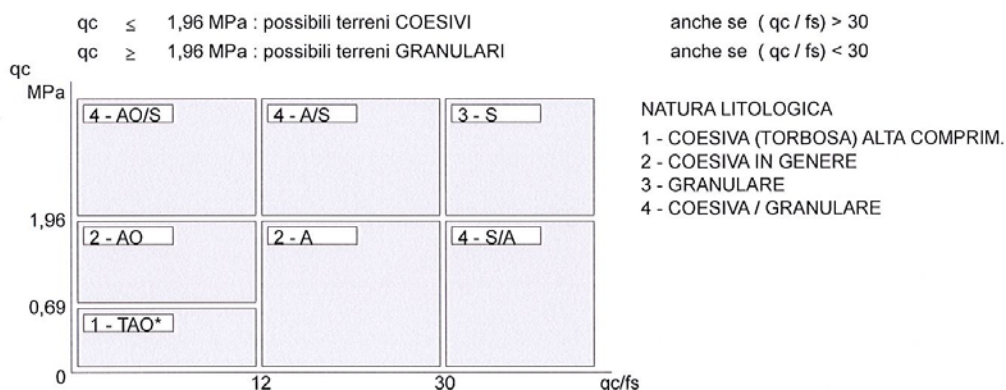 qc ≤ 1,96 MPa : possibili terreni COESIVI anche se ( qc / fs) > 30
qc ≥ 1,96 MPa : possibili terreni GRANULARI anche se ( qc / fs) < 30
qc
MPa
4 - AO/S 4 - A/S 3 - S
NATURA LITOLOGICA
1 - COESIVA (TORBOSA) ALTA COMPRIM.
2 - COESIVA IN GENERE
3 - GRANULARE
4 - COESIVA / GRANULARE
1,96
2 - AO 2 - A 4 - S/A
0,69
1 - TAO*
0 12 30 qc/fs